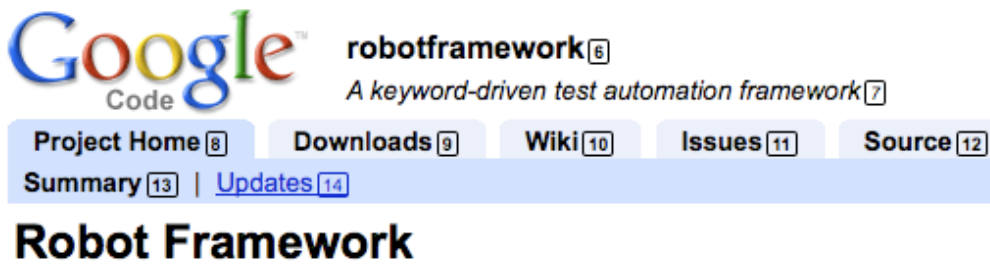 Google™
Code
robotframework 6
A keyword-driven test automation framework 7
Project Home 8 Downloads 9 Wiki 10 Issues 11 Source 12
Summary 13 | Updates 14
Robot Framework